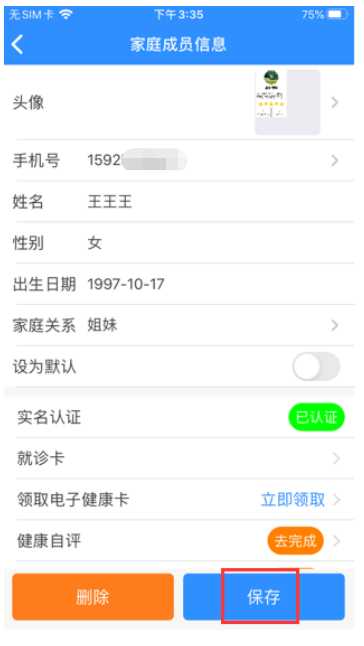 无SIM卡 下午3:35 75%
家庭成员信息
头像
手机号 1592
姓名 王王王
性别 女
出生日期 1997-10-17
家庭关系 姐妹
设为默认
实名认证 已认证
就诊卡
领取电子健康卡 立即领取
健康自评 去完成
删除 保存